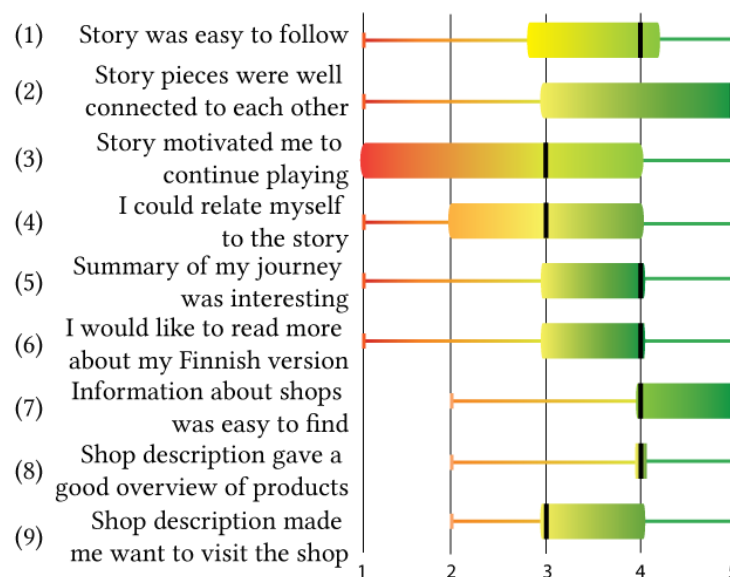 (1) Story was easy to follow
(2) Story pieces were well
connected to each other
(3) Story motivated me to
continue playing
(4) I could relate myself
to the story
(5) Summary of my journey
was interesting
(6) I would like to read more
about my Finnish version
(7) Information about shops
was easy to find
(8) Shop description gave a
good overview of products
(9) Shop description made
me want to visit the shop
1 2 3 4